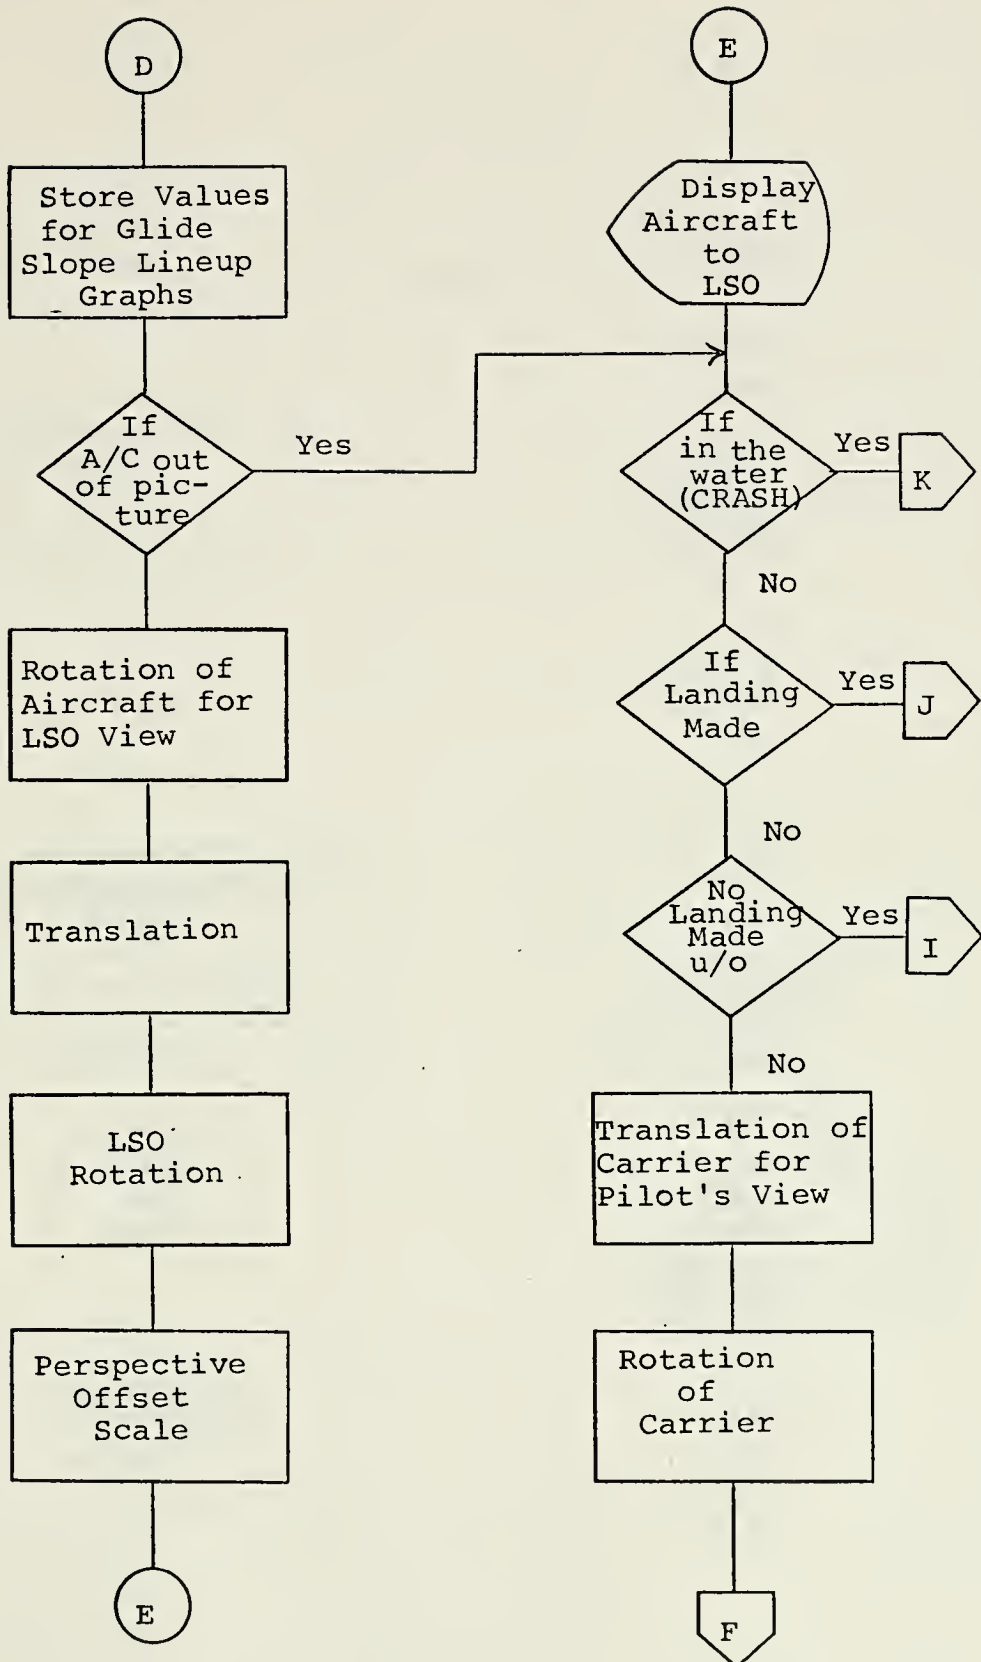 D
Store Values
for Glide
Slope Lineup
Graphs
If
A/C out
of pic-
ture
Yes
Rotation of
Aircraft for
LSO View
Translation
LSO
Rotation
Perspective
Offset
Scale
E
E
Display
Aircraft
to
LSO
If
in the
water
(CRASH)
Yes
K
No
If
Landing
Made
Yes
J
No
No
Landing
Made
u/o
Yes
I
No
Translation of
Carrier for
Pilot's View
Rotation
of
Carrier
F